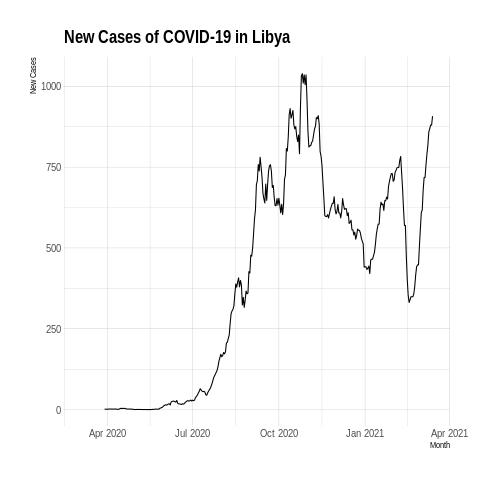 New Cases of COVID-19 in Libya
New Cases
1000
750
500
250
0
Apr 2020 Jul 2020 Oct 2020 Jan 2021 Apr 2021
Month